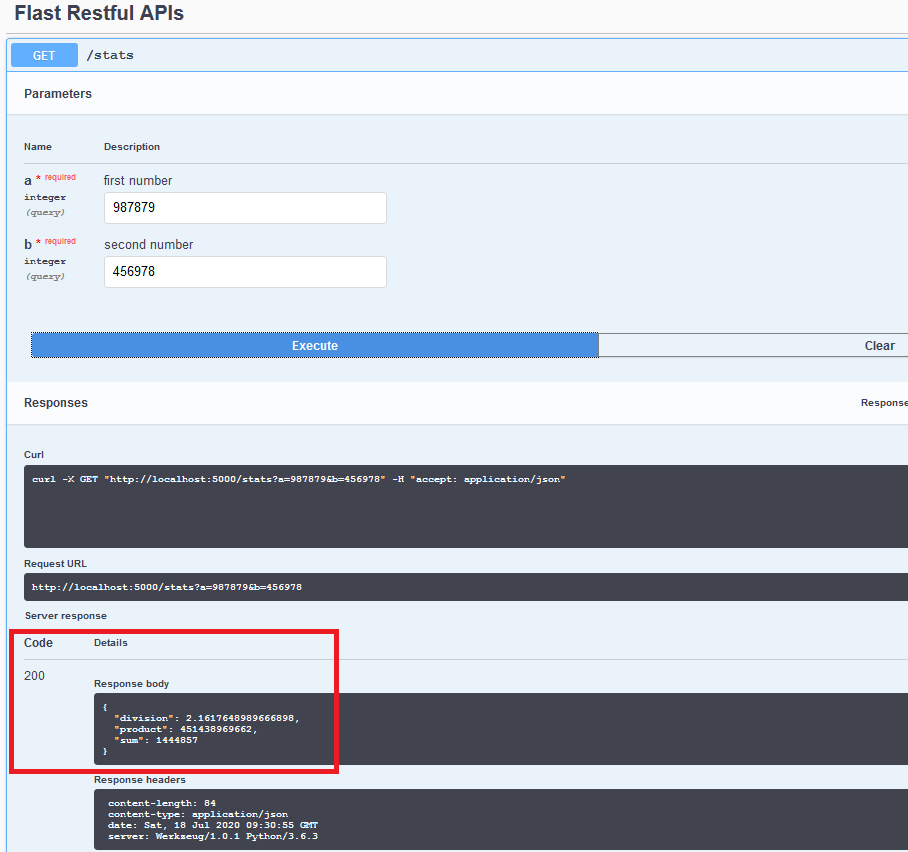 Flast Restful APIs
GET /stats
Parameters
Name Description
a * required first number
integer
(query)
987879
b * required second number
integer
(query)
456978
Execute Clear
Responses Response
Curl
curl -X GET "http://localhost:5000/stats?a=987879&b=456978" -H "accept: application/json"
Request URL
http://localhost:5000/stats?a=987879&b=456978
Server response
Code Details
200
Response body
{
"division": 2.1617648989666898,
"product": 451438969662,
"sum": 1444857
}
Response headers
content-length: 84
content-type: application/json
date: Sat, 18 Jul 2020 09:30:55 GMT
server: Werkseug/1.0.1 Python/3.6.3